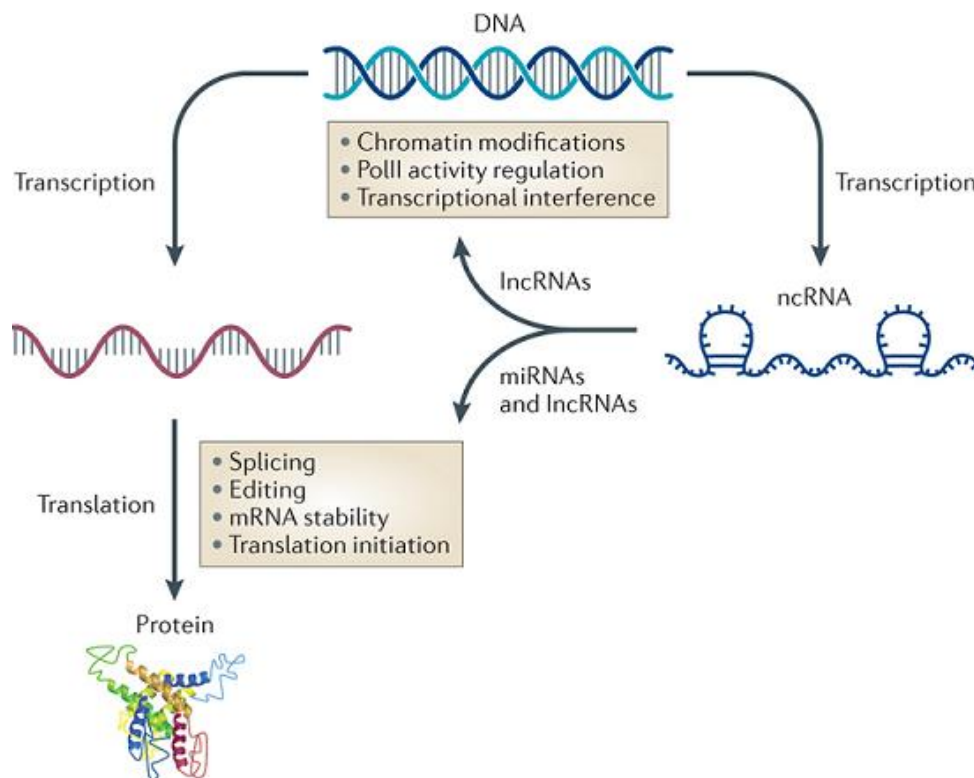 DNA
• Chromatin modifications
• PolII activity regulation
• Transcriptional interference
Transcription
Transcription
lncRNAs
ncRNA
miRNAs
and lncRNAs
• Splicing
• Editing
• mRNA stability
• Translation initiation
Translation
Protein